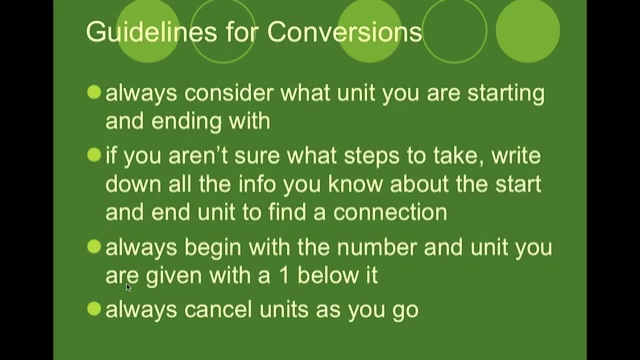 Guidelines for Conversions
always consider what unit you are starting
and ending with
if you aren't sure what steps to take, write
down all the info you know about the start
and end unit to find a connection
always begin with the number and unit you
are given with a 1 below it
always cancel units as you go